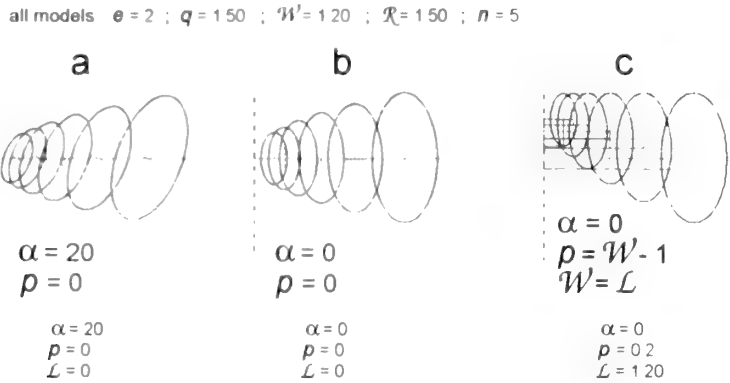 all models e = 2 ; q = 1 50 ; 𝒲 = 1 20 ; ℛ = 1 50 ; n = 5
a b c
α = 20
p = 0
α = 0
p = 0
α = 0
p = 𝒲 - 1
𝒲 = ℒ
α = 20
p = 0
ℒ = 0
α = 0
p = 0
ℒ = 0
α = 0
p = 0 2
ℒ = 1 20